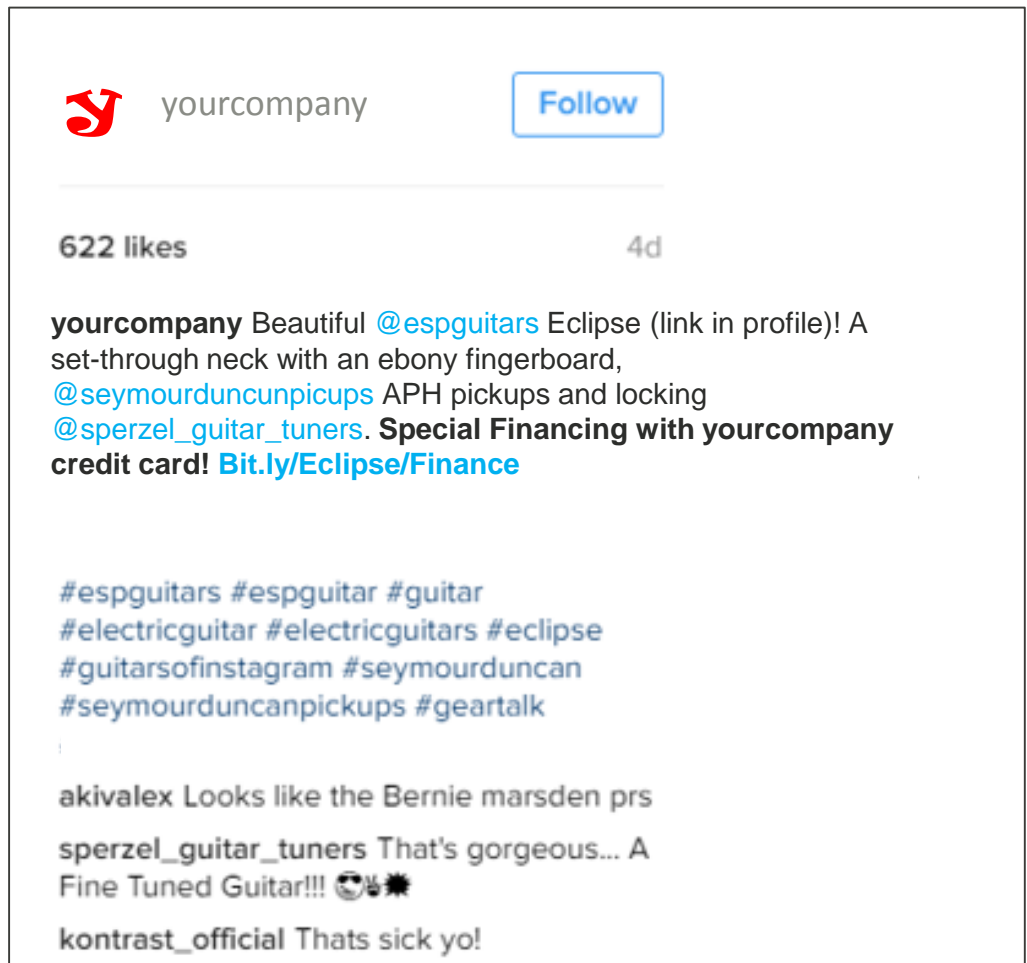 y yourcompany Follow
622 likes 4d
yourcompany Beautiful @espguitars Eclipse (link in profile)! A
set-through neck with an ebony fingerboard,
@seymourduncunpicups APH pickups and locking
@sperzel_guitar_tuners. Special Financing with yourcompany
credit card! Bit.ly/Eclipse/Finance
#espguitars #espguitar #guitar
#electricguitar #electricguitars #eclipse
#guitarsofinstagram #seymourduncan
#seymourduncanpickups #geartalk
akivalex Looks like the Bernie marsden prs
sperzel_guitar_tuners That's gorgeous... A
Fine Tuned Guitar!!!
kontrast_official Thats sick yo!